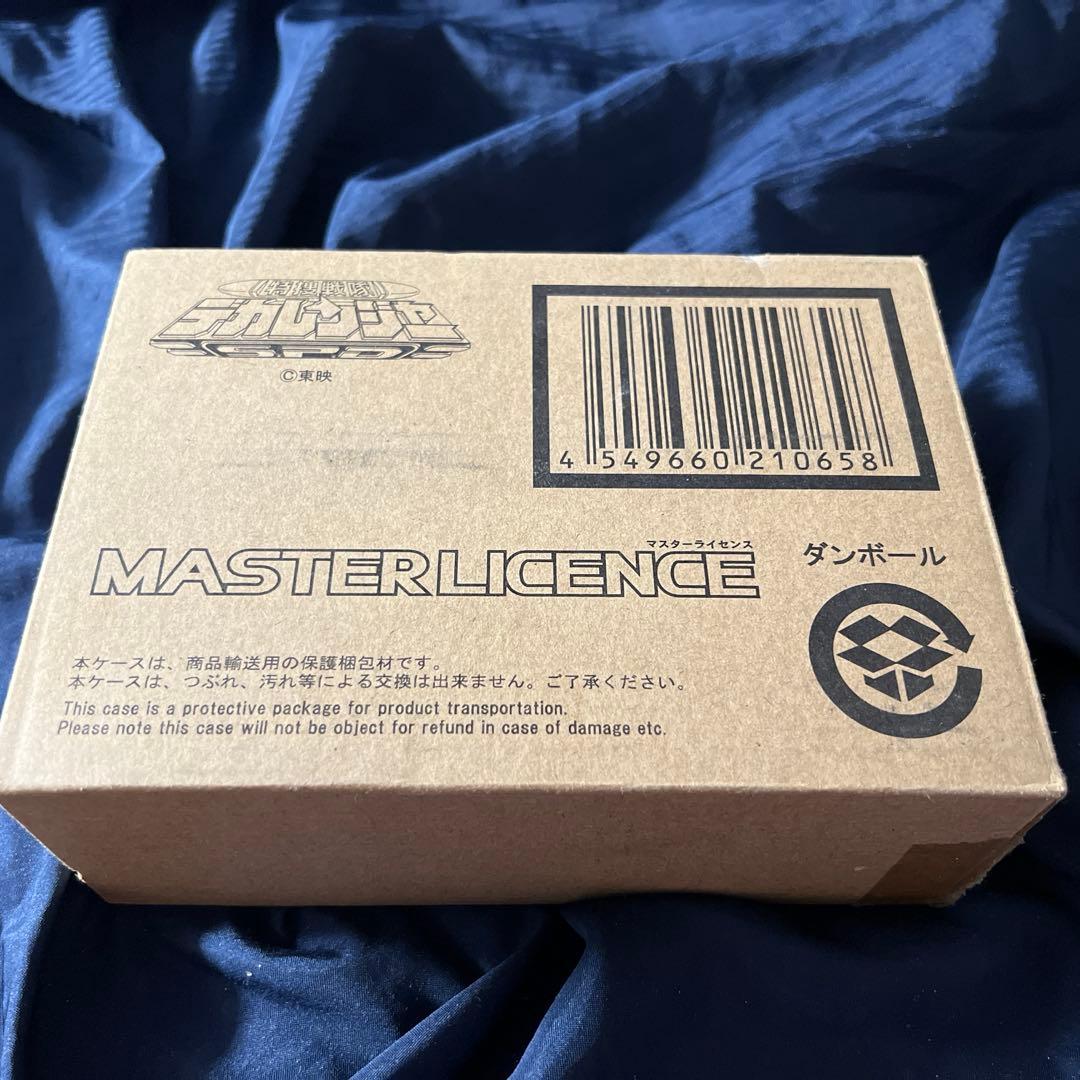 特捜戦隊
デカレンジャー
SPD
©東映
4 549660 210658
マスターライセンス
MASTERLICENCE
ダンボール
本ケースは、商品輸送用の保護梱包材です。
本ケースは、つぶれ、汚れ等による交換は出来ません。ご了承ください。
This case is a protective package for product transportation.
Please note this case will not be object for refund in case of damage etc.